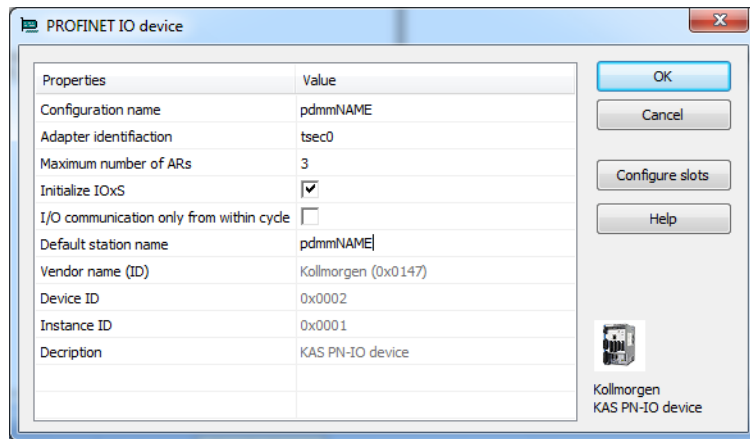 PROFINET IO device
Properties Value
Configuration name pdmmNAME
Adapter identifiaction tsec0
Maximum number of ARs 3
Initialize IOxS
I/O communication only from within cycle
Default station name pdmmNAME
Vendor name (ID) Kollmorgen (0x0147)
Device ID 0x0002
Instance ID 0x0001
Decription KAS PN-IO device
OK
Cancel
Configure slots
Help
Kollmorgen
KAS PN-IO device